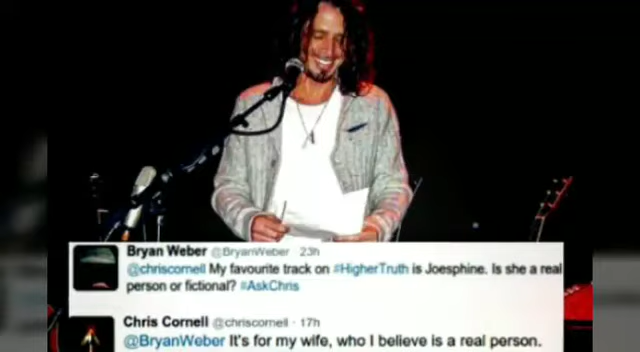 Bryan Weber @BryanWeber · 23h
@chriscornell My favourite track on #HigherTruth is Joesphine. Is she a real
person or fictional? #AskChris
Chris Cornell @chriscornell · 17h
@BryanWeber It's for my wife, who I believe is a real person.